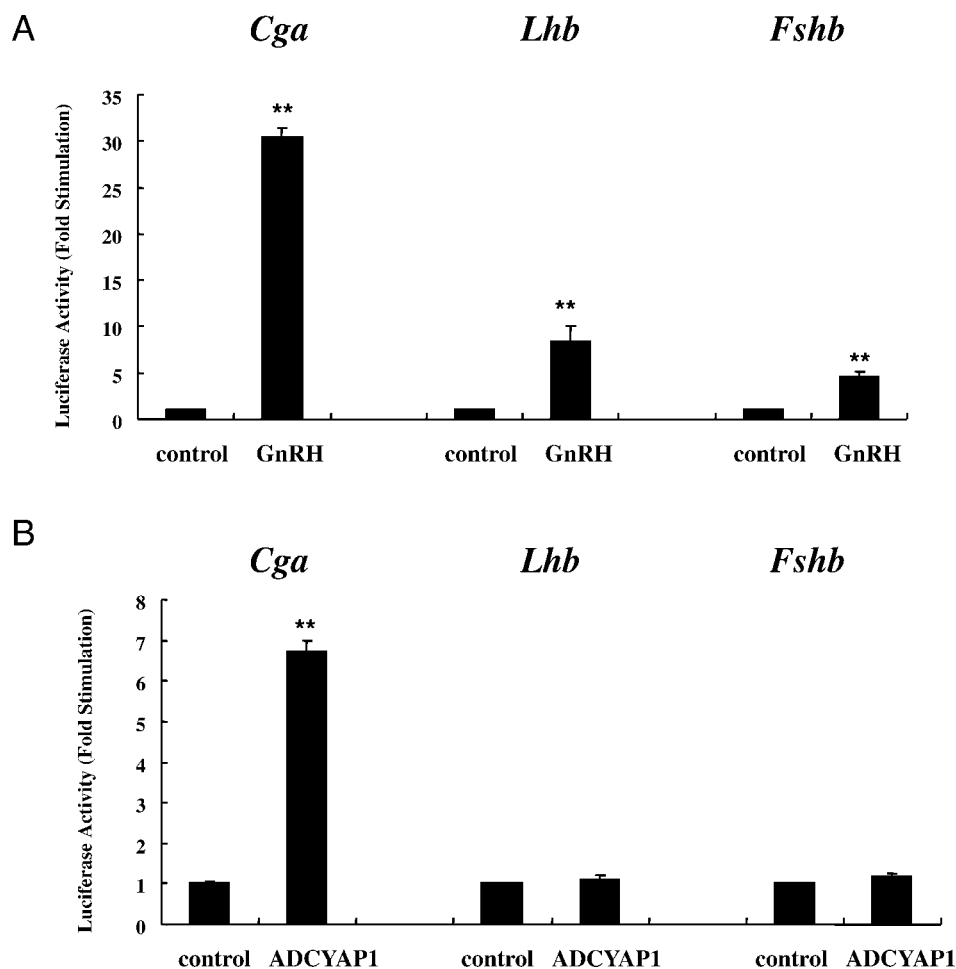 A
Cga Lhb Fshb
Luciferase Activity (Fold Stimulation)
35
30
25
20
15
10
5
0
**
**
**
control GnRH control GnRH control GnRH
B
Cga Lhb Fshb
Luciferase Activity (Fold Stimulation)
8
7
6
5
4
3
2
1
0
**
control ADCYAP1 control ADCYAP1 control ADCYAP1